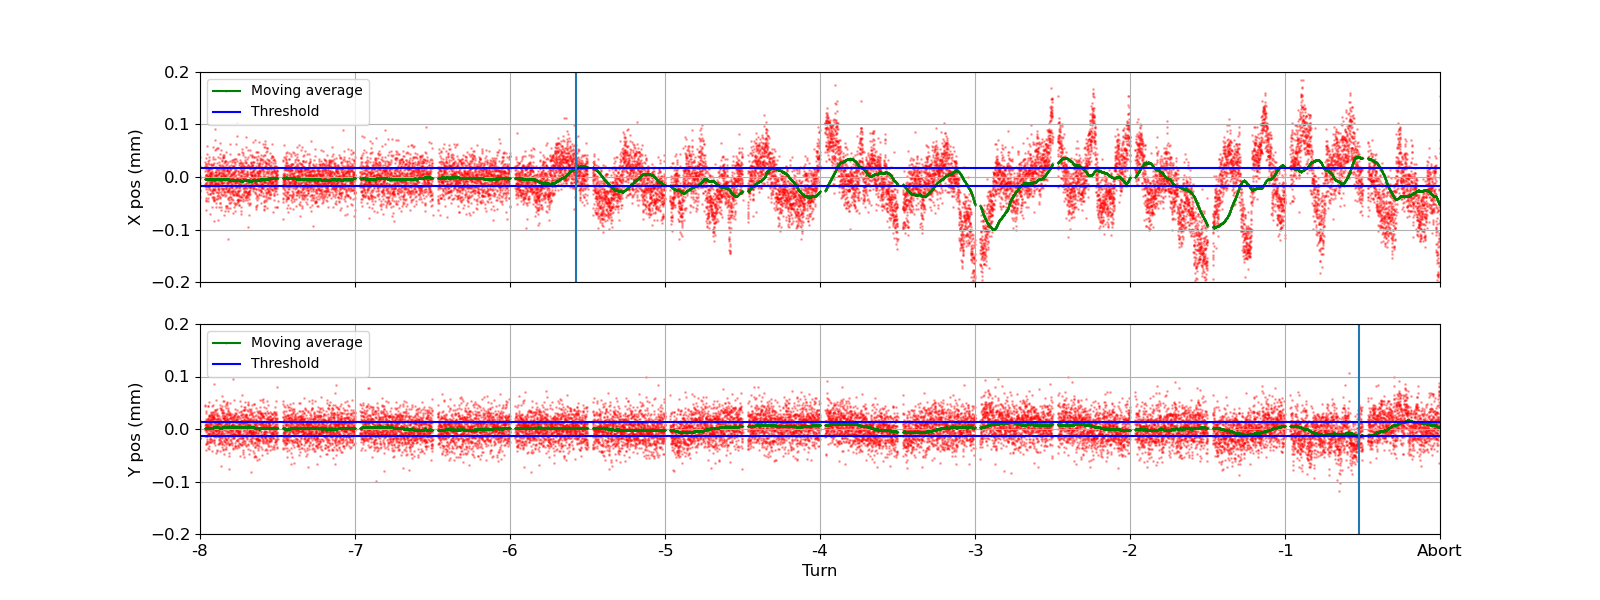 0.2
0.1
0.0
−0.1
−0.2
X pos (mm)
Moving average
Threshold
0.2
0.1
0.0
−0.1
−0.2
Y pos (mm)
Moving average
Threshold
-8 -7 -6 -5 -4 -3 -2 -1 Abort
Turn